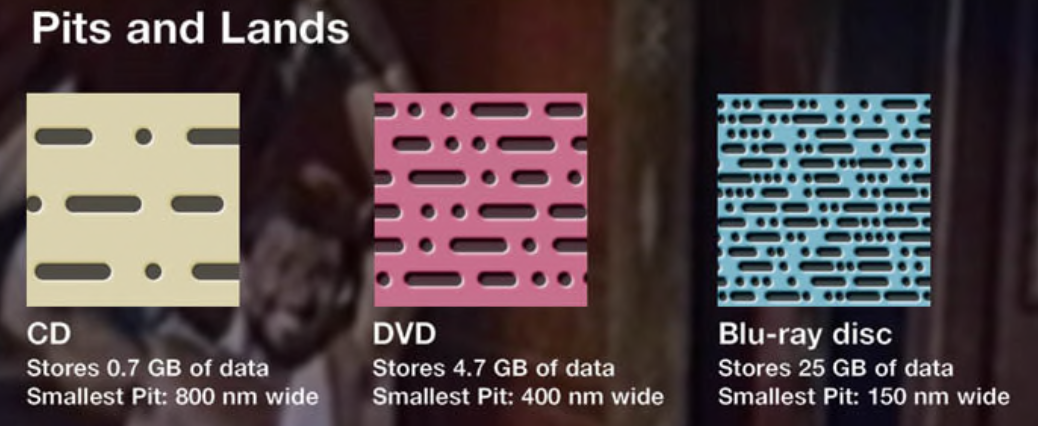 Pits and Lands
CD
Stores 0.7 GB of data
Smallest Pit: 800 nm wide
DVD
Stores 4.7 GB of data
Smallest Pit: 400 nm wide
Blu-ray disc
Stores 25 GB of data
Smallest Pit: 150 nm wide